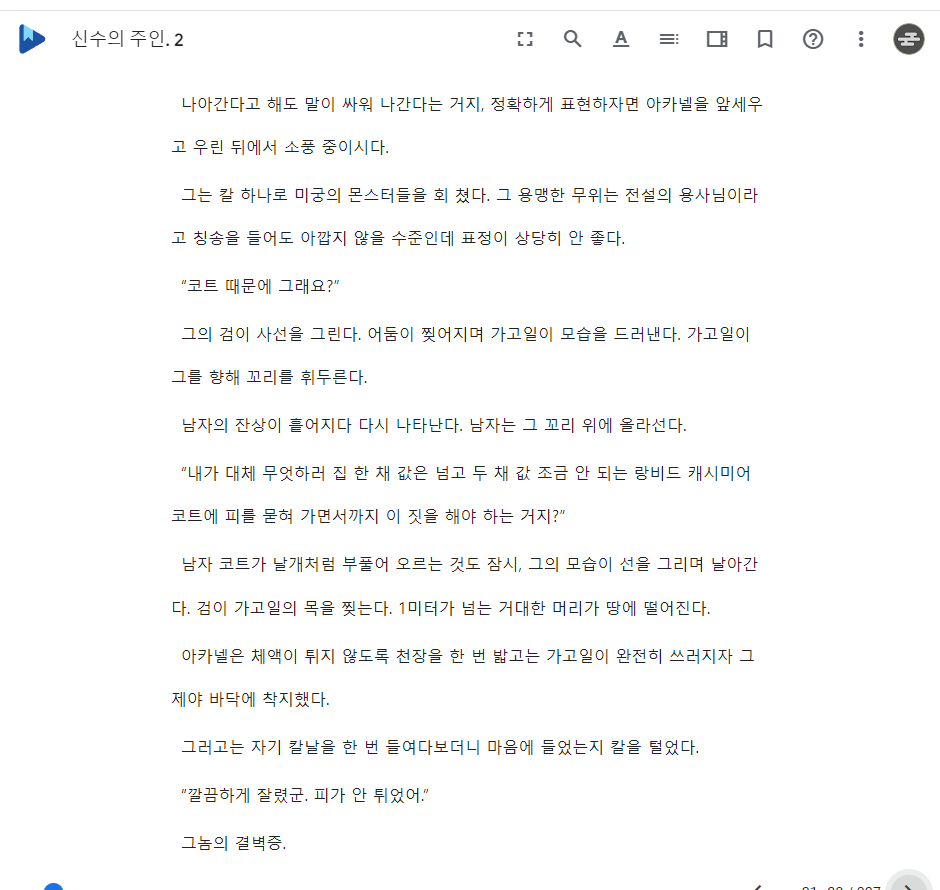 신수의 주인. 2
나아간다고 해도 말이 싸워 나간다는 거지, 정확하게 표현하자면 아카넬을 앞세우
고 우린 뒤에서 소풍 중이시다.
그는 칼 하나로 미궁의 몬스터들을 회 쳤다. 그 용맹한 무위는 전설의 용사님이라
고 칭송을 들어도 아깝지 않을 수준인데 표정이 상당히 안 좋다.
“코트 때문에 그래요?”
그의 검이 사선을 그린다. 어둠이 찢어지며 가고일이 모습을 드러낸다. 가고일이
그를 향해 꼬리를 휘두른다.
남자의 잔상이 흩어지다 다시 나타난다. 남자는 그 꼬리 위에 올라선다.
“내가 대체 무엇하러 집 한 채 값은 넘고 두 채 값 조금 안 되는 랑비드 캐시미어
코트에 피를 묻혀 가면서까지 이 짓을 해야 하는 거지?”
남자 코트가 날개처럼 부풀어 오르는 것도 잠시, 그의 모습이 선을 그리며 날아간
다. 검이 가고일의 목을 찢는다. 1미터가 넘는 거대한 머리가 땅에 떨어진다.
아카넬은 체액이 튀지 않도록 천장을 한 번 밟고는 가고일이 완전히 쓰러지자 그
제야 바닥에 착지했다.
그러고는 자기 칼날을 한 번 들여다보더니 마음에 들었는지 칼을 털었다.
“깔끔하게 잘렸군. 피가 안 튀었어.”
그놈의 결벽증.